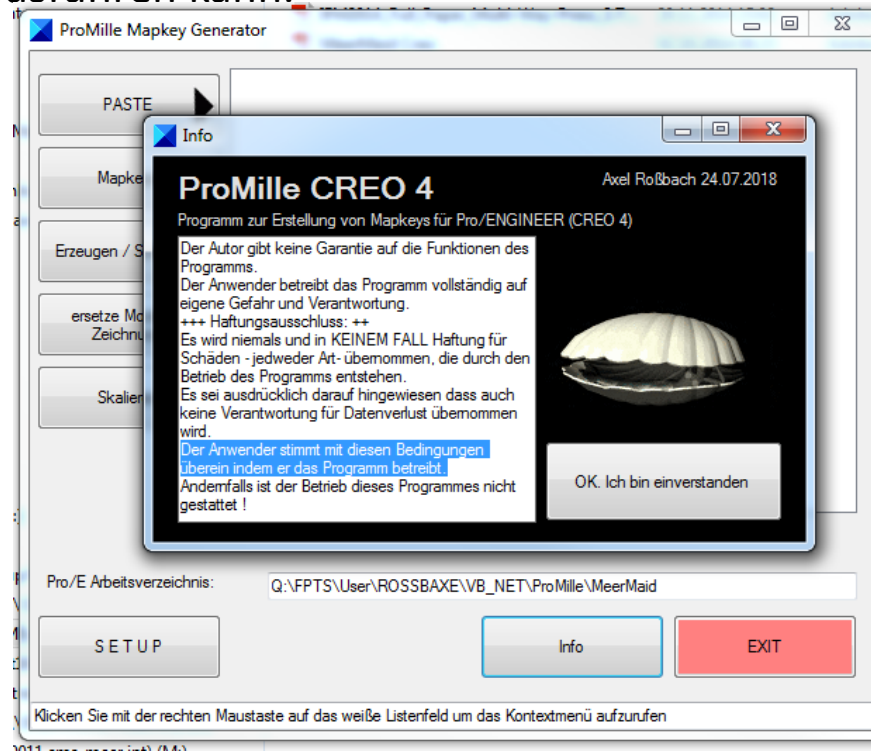 ausführen kann.
ProMille Mapkey Generator
PASTE
Mapke
Erzeugen / S
ersetze Mo
Zeichnu
Skalier
Info
ProMille CREO 4
Axel Roßbach 24.07.2018
Programm zur Erstellung von Mapkeys für Pro/ENGINEER (CREO 4)
Der Autor gibt keine Garantie auf die Funktionen des
Programms.
Der Anwender betreibt das Programm vollständig auf
eigene Gefahr und Verantwortung.
+++ Haftungsausschluss: ++
Es wird niemals und in KEINEM FALL Haftung für
Schäden - jedweder Art- übernommen, die durch den
Betrieb des Programms entstehen.
Es sei ausdrücklich darauf hingewiesen dass auch
keine Verantwortung für Datenverlust übernommen
wird.
Der Anwender stimmt mit diesen Bedingungen
überein indem er das Programm betreibt.
Andernfalls ist der Betrieb dieses Programmes nicht
gestattet !
OK. Ich bin einverstanden
Pro/E Arbeitsverzeichnis:
Q:\FPTS\User\ROSSBAXE\VB_NET\ProMille\MeerMaid
S E T U P
Info
EXIT
Klicken Sie mit der rechten Maustaste auf das weiße Listenfeld um das Kontextmenü aufzurufen